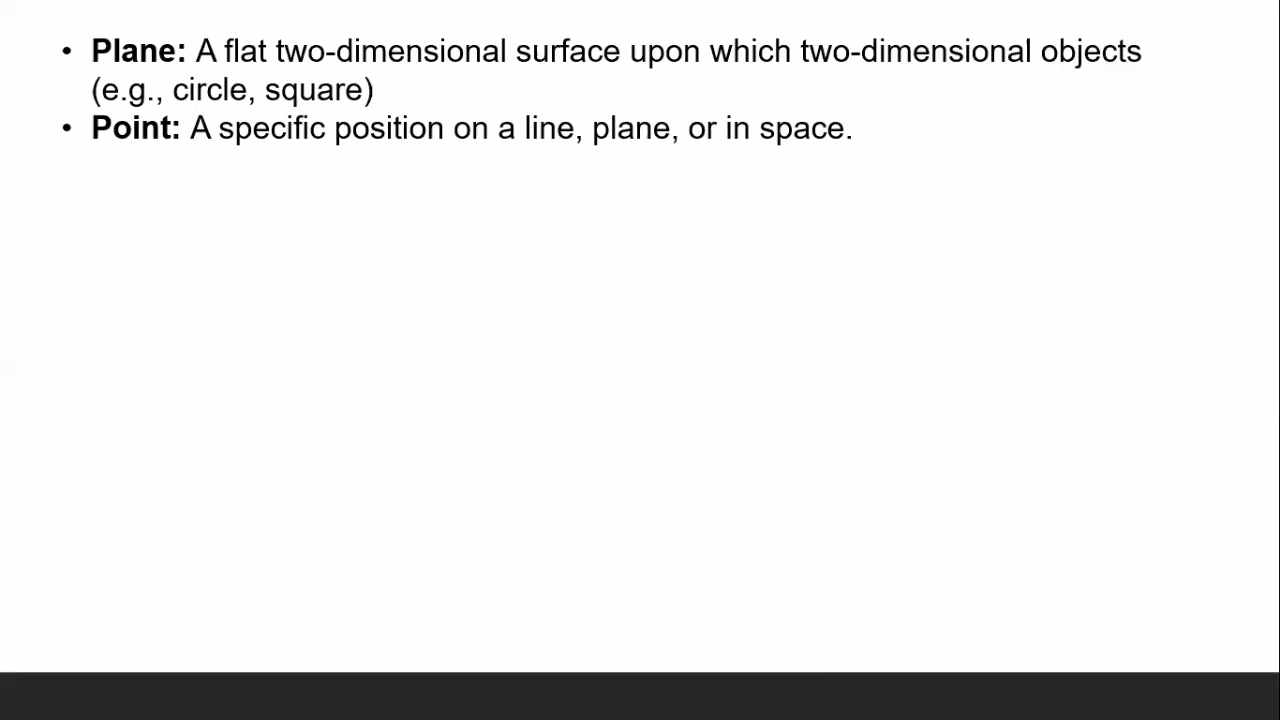 • Plane: A flat two-dimensional surface upon which two-dimensional objects
(e.g., circle, square)
• Point: A specific position on a line, plane, or in space.